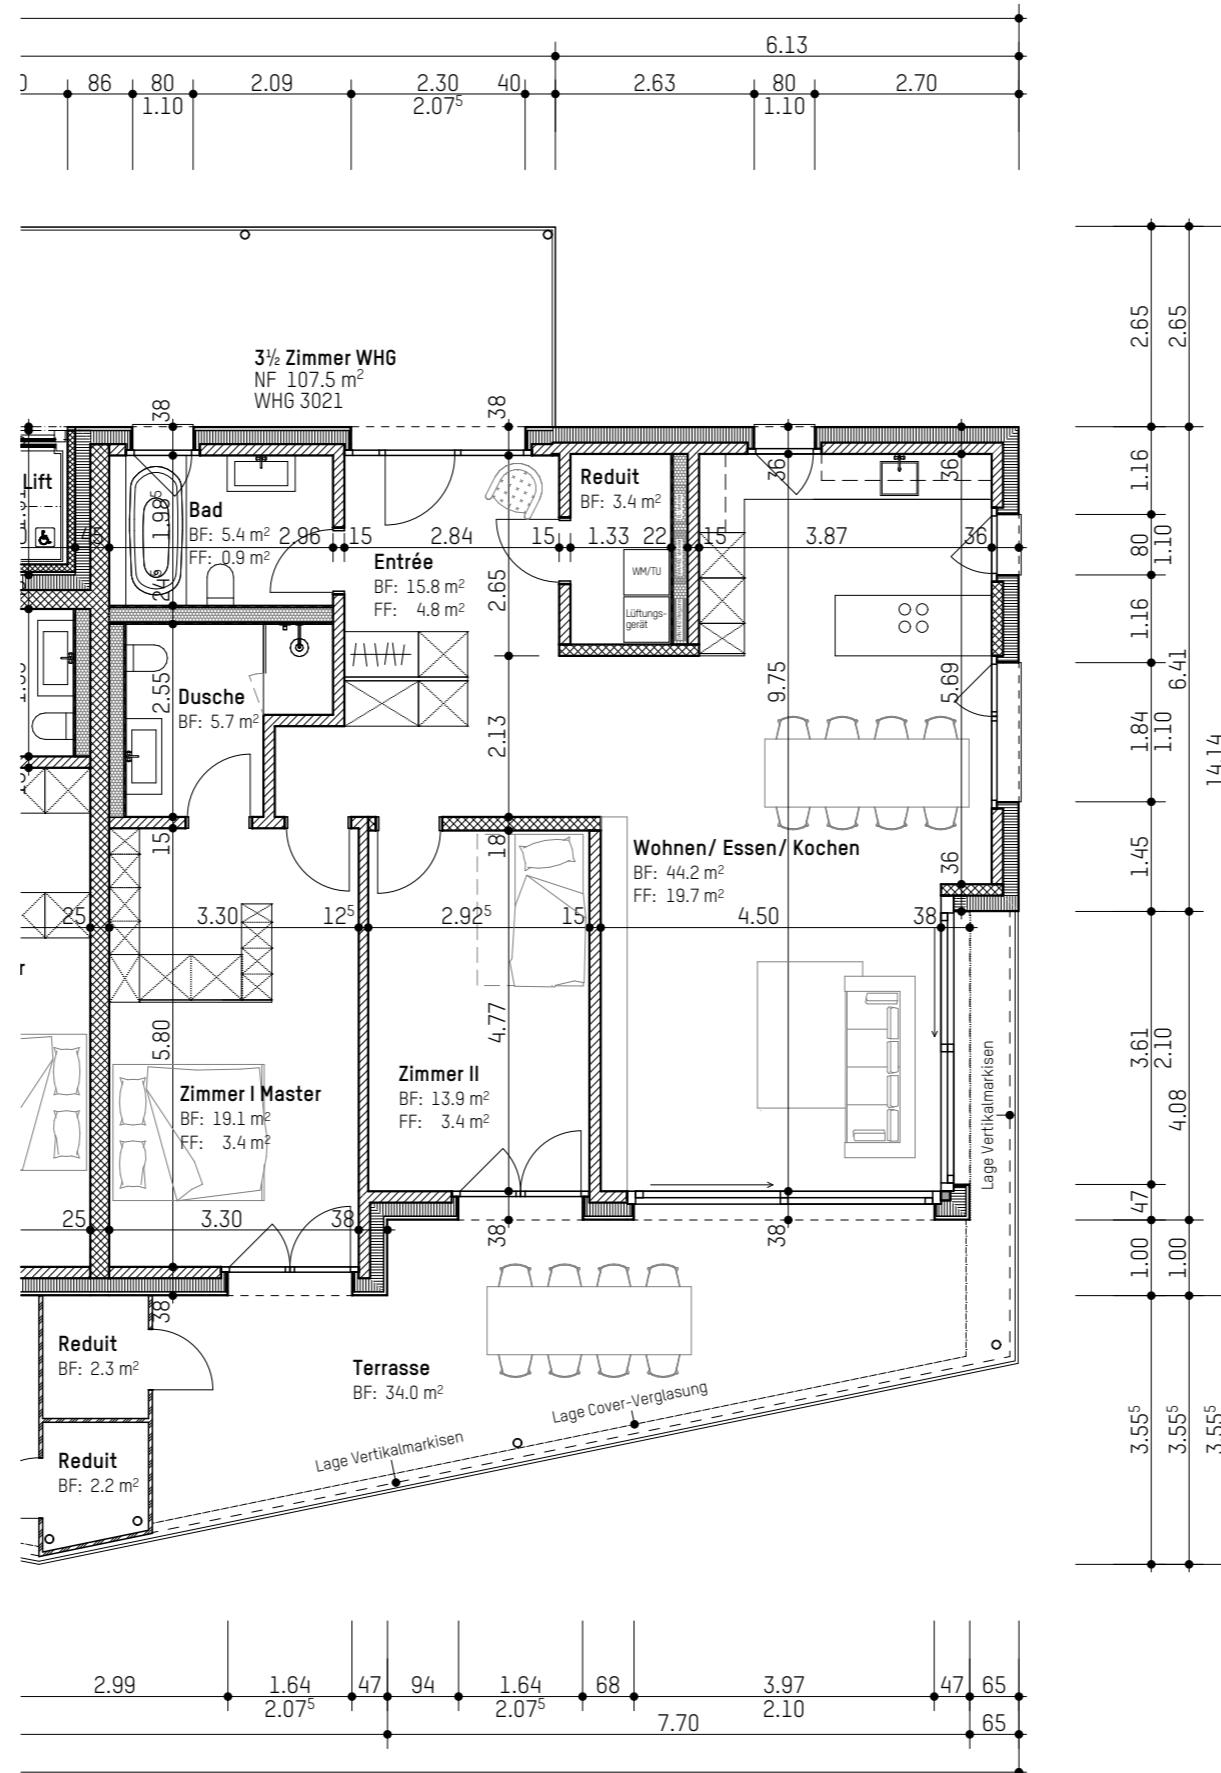 6.13
86 80 2.09 2.30 40 2.63 80 2.70
1.10 2.07⁵ 1.10
3½ Zimmer WHG
NF 107.5 m²
WHG 3021
38 38 36 36
Lift
Bad
BF: 5.4 m²
FF: 0.9 m²
1.98⁵
2.96 15 2.84 15 1.33 22 15 3.87 36
24⁵
Entrée
BF: 15.8 m²
FF: 4.8 m²
2.65
Reduit
BF: 3.4 m²
WM/TU
Lüftungs-
gerät
Dusche
BF: 5.7 m²
2.55
2.13
9.75
5.69
15
18
36
Wohnen/ Essen/ Kochen
BF: 44.2 m²
FF: 19.7 m²
25 3.30 12⁵ 2.92⁵ 15 4.50 38
5.80
4.77
Zimmer I Master
BF: 19.1 m²
FF: 3.4 m²
Zimmer II
BF: 13.9 m²
FF: 3.4 m²
Lage Vertikalmarkisen
25 3.30 38
38 38 38
Reduit
BF: 2.3 m²
Terrasse
BF: 34.0 m²
Lage Cover-Verglasung
Lage Vertikalmarkisen
Reduit
BF: 2.2 m²
2.65 2.65
1.16
80 1.10
1.16
6.41
1.84 1.10
14.14
1.45
3.61 2.10
4.08
47
1.00 1.00
3.55⁵ 3.55⁵ 3.55⁵
2.99 1.64 47 94 1.64 68 3.97 47 65
2.07⁵ 2.07⁵ 2.10
7.70 65